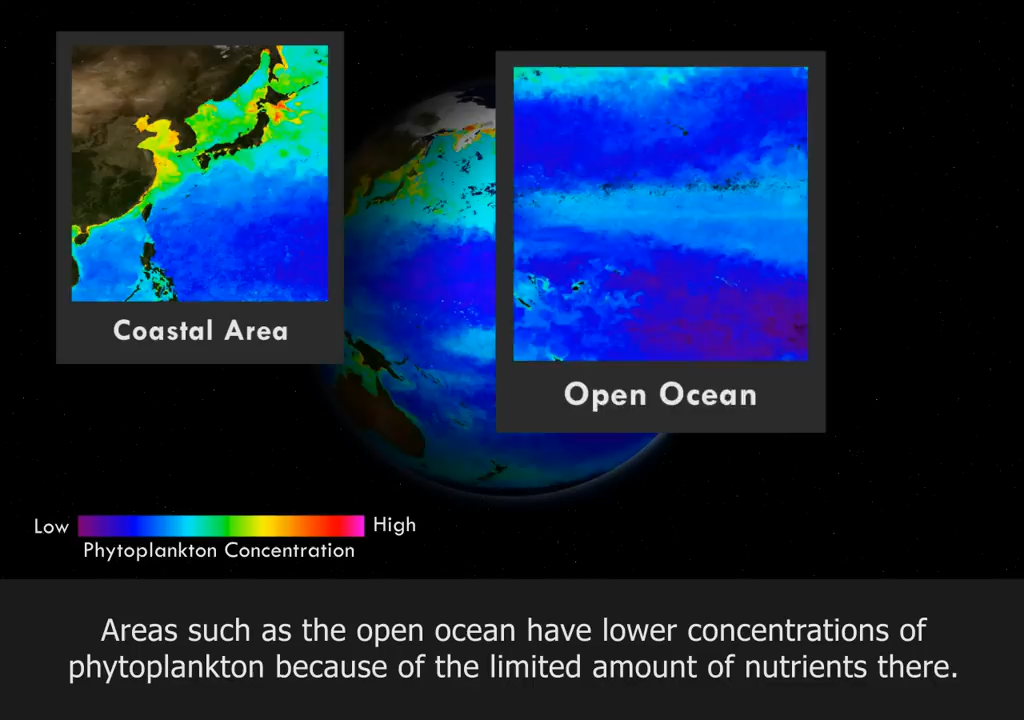 Coastal Area
Open Ocean
Low
High
Phytoplankton Concentration
Areas such as the open ocean have lower concentrations of
phytoplankton because of the limited amount of nutrients there.